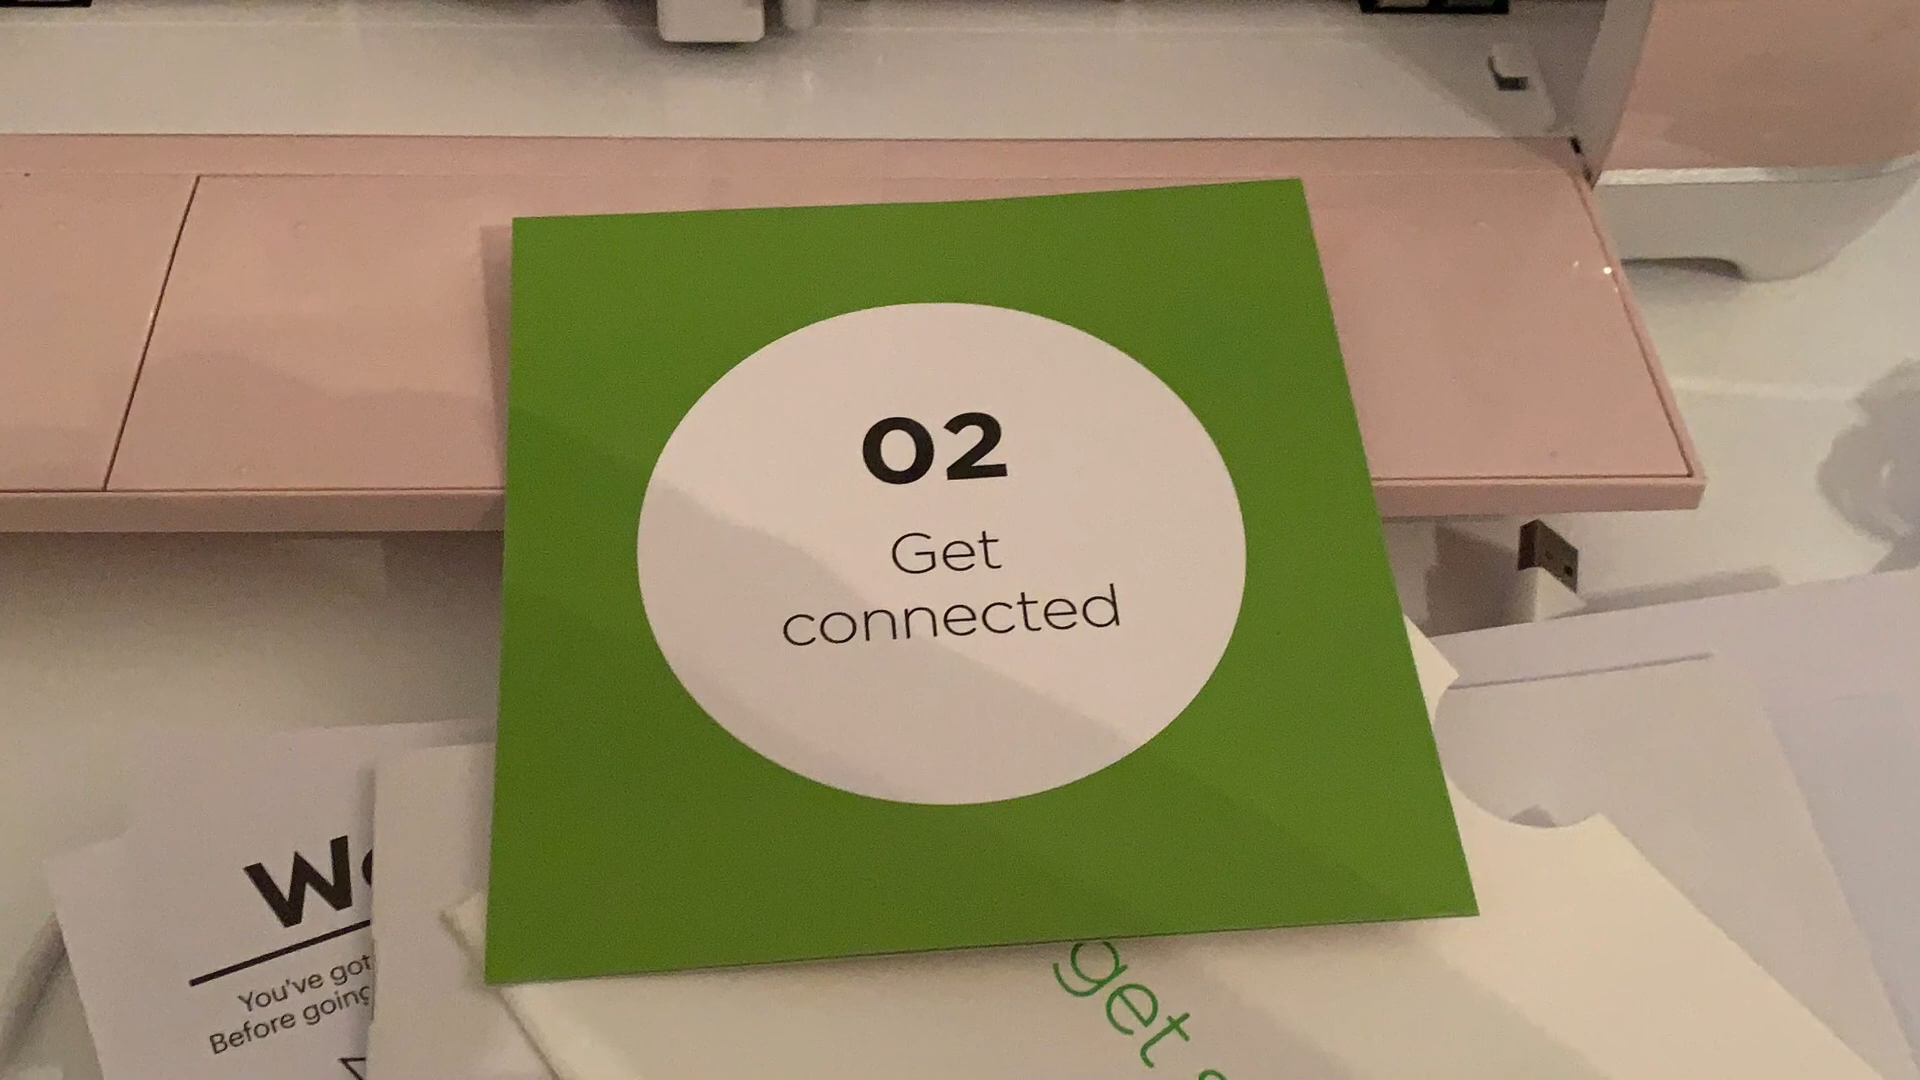 02
Get
connected
You've got
Before going
get